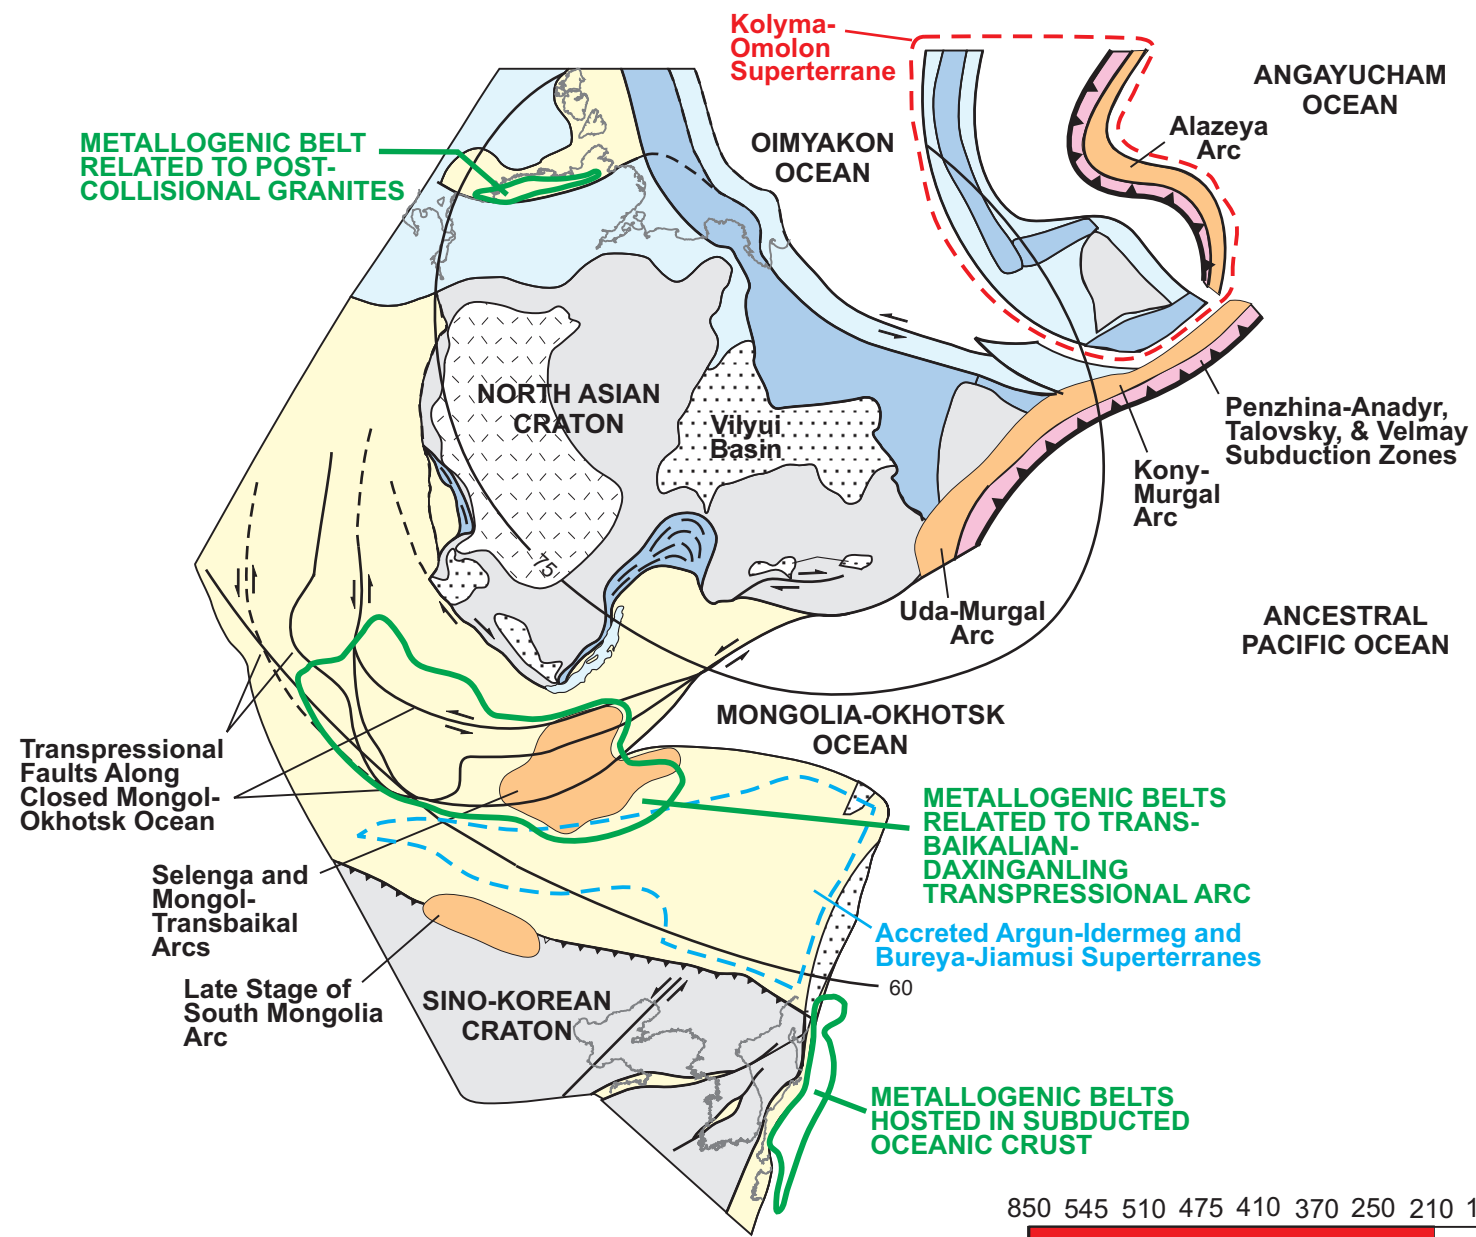 Kolyma-
Omolon
Superterrane
ANGAYUCHAM
OCEAN
Alazeya
Arc
OIMYAKON
OCEAN
METALLOGENIC BELT
RELATED TO POST-
COLLISIONAL GRANITES
NORTH ASIAN
CRATON
Vilyui
Basin
Penzhina-Anadyr,
Talovsky, & Velmay
Subduction Zones
Kony-
Murgal
Arc
75
Uda-Murgal
Arc
ANCESTRAL
PACIFIC OCEAN
MONGOLIA-OKHOTSK
OCEAN
Transpressional
Faults Along
Closed Mongol-
Okhotsk Ocean
METALLOGENIC BELTS
RELATED TO TRANS-
BAIKALIAN-
DAXINGANLING
TRANSPRESSIONAL ARC
Selenga and
Mongol-
Transbaikal
Arcs
Accreted Argun-Idermeg and
Bureya-Jiamusi Superterranes
60
Late Stage of
South Mongolia
Arc
SINO-KOREAN
CRATON
METALLOGENIC BELTS
HOSTED IN SUBDUCTED
OCEANIC CRUST
850 545 510 475 410 370 250 210 1